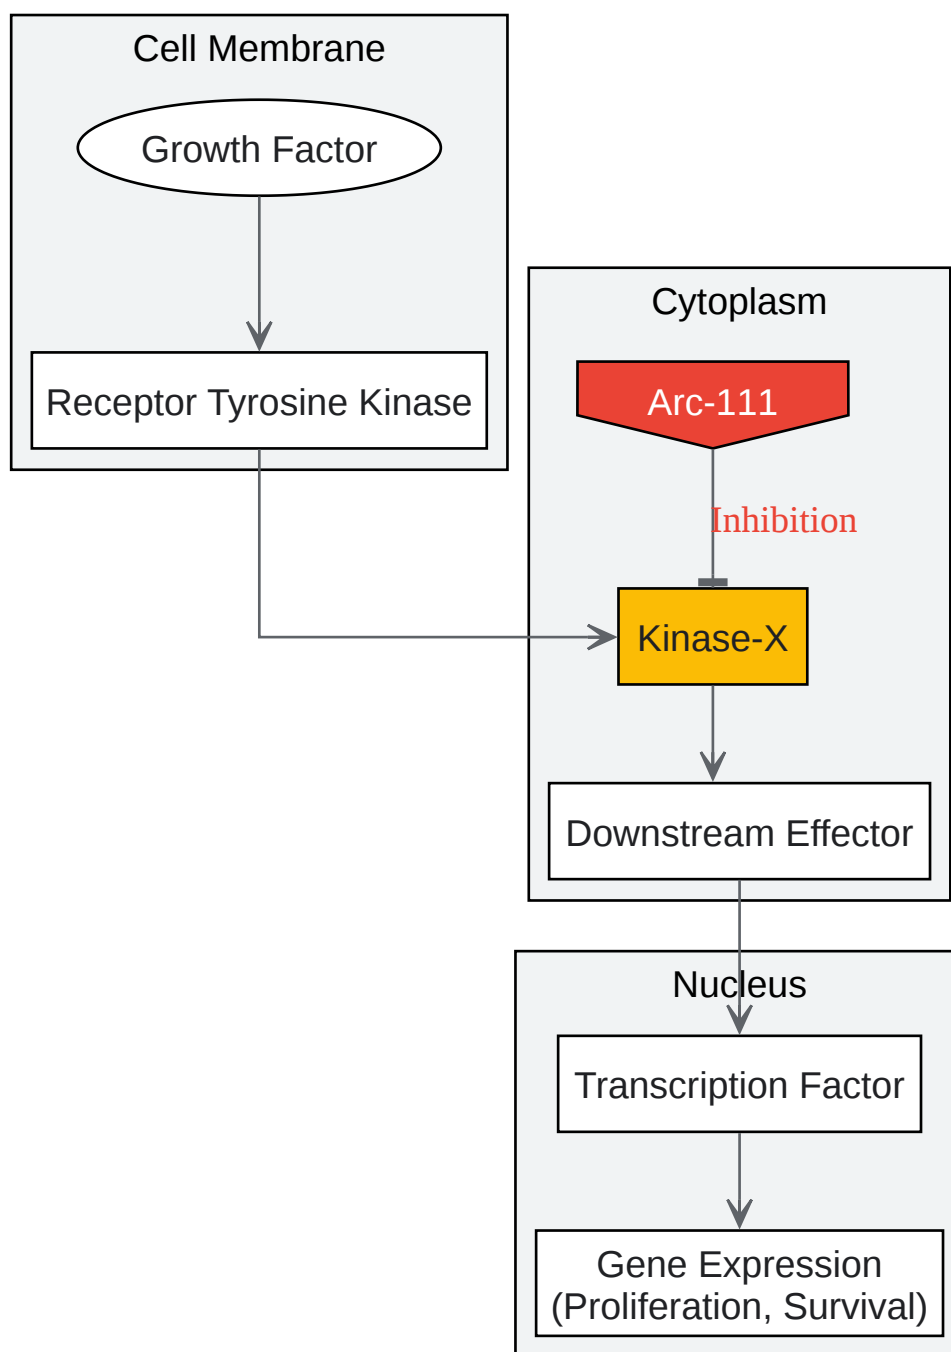 Cell Membrane
Growth Factor
Receptor Tyrosine Kinase
Cytoplasm
Arc-111
Inhibition
Kinase-X
Downstream Effector
Nucleus
Transcription Factor
Gene Expression
(Proliferation, Survival)